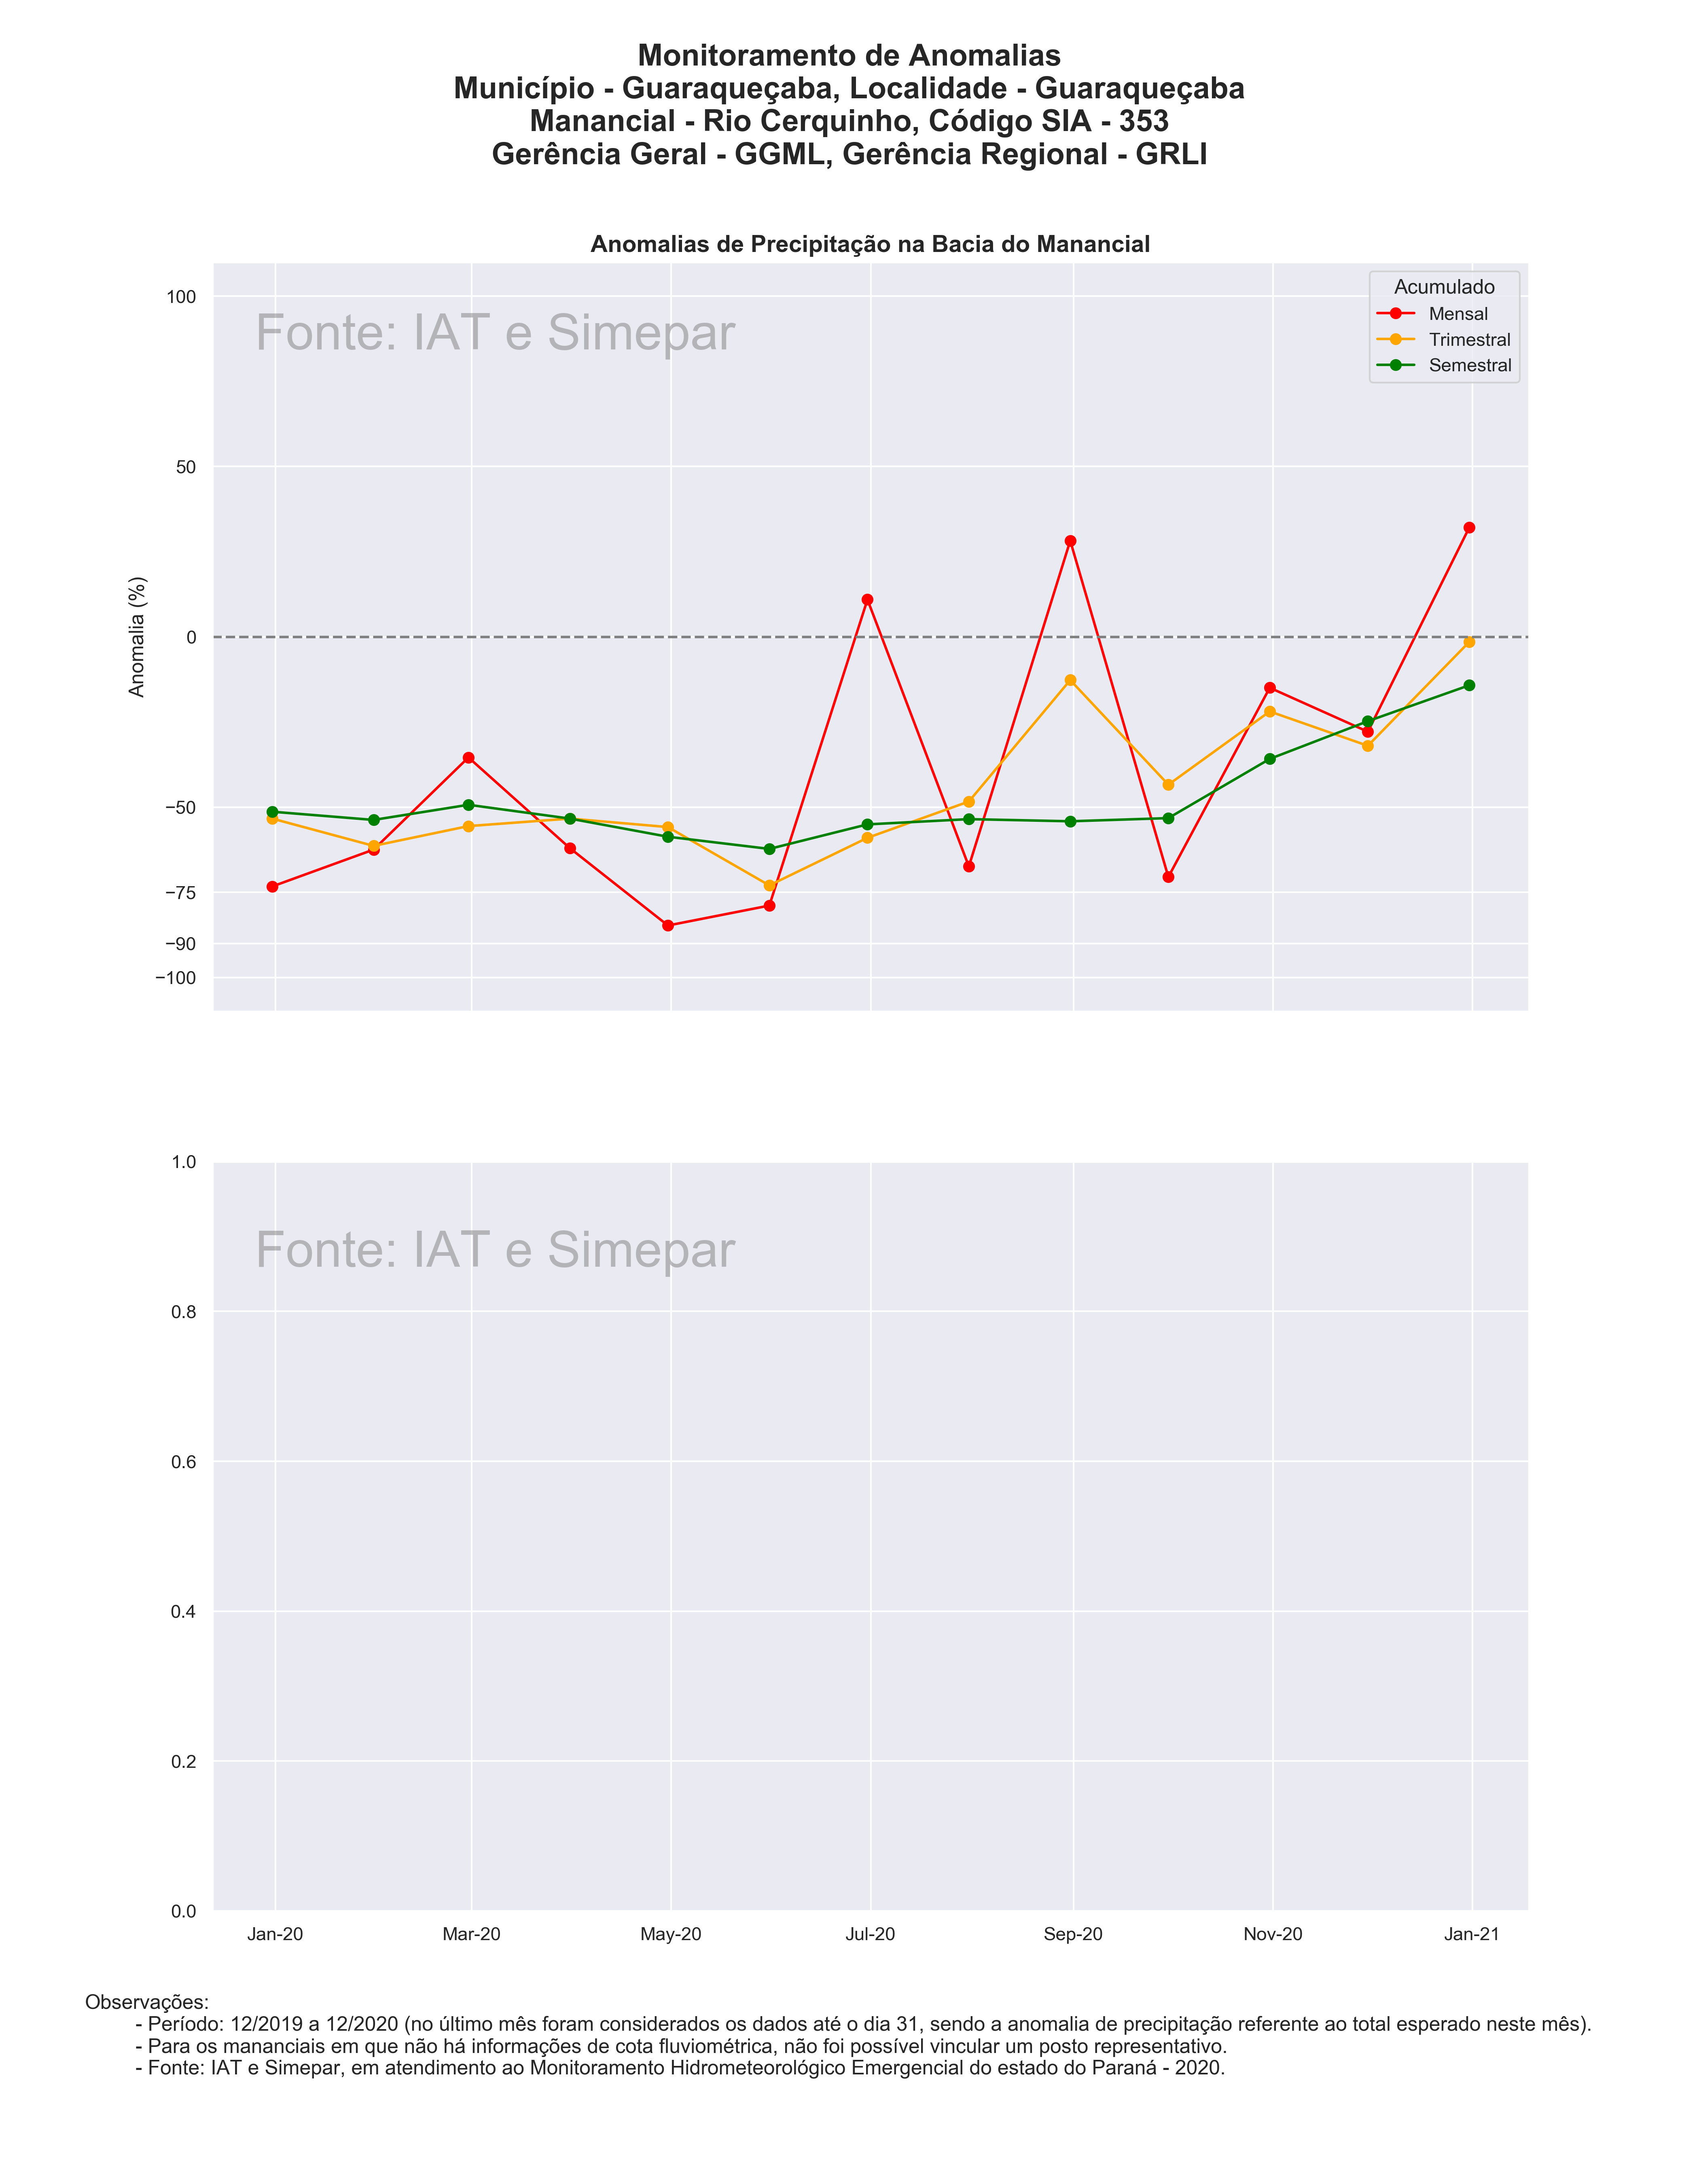 Monitoramento de Anomalias
Município - Guaraqueçaba, Localidade - Guaraqueçaba
Manancial - Rio Cerquinho, Código SIA - 353
Gerência Geral - GGML, Gerência Regional - GRLI
Anomalias de Precipitação na Bacia do Manancial
Fonte: IAT e Simepar
Acumulado
Mensal
Trimestral
Semestral
Anomalia (%)
100
50
0
−50
−75
−90
−100
Fonte: IAT e Simepar
1.0
0.8
0.6
0.4
0.2
0.0
Jan-20 Mar-20 May-20 Jul-20 Sep-20 Nov-20 Jan-21
Observações:
- Período: 12/2019 a 12/2020 (no último mês foram considerados os dados até o dia 31, sendo a anomalia de precipitação referente ao total esperado neste mês).
- Para os mananciais em que não há informações de cota fluviométrica, não foi possível vincular um posto representativo.
- Fonte: IAT e Simepar, em atendimento ao Monitoramento Hidrometeorológico Emergencial do estado do Paraná - 2020.